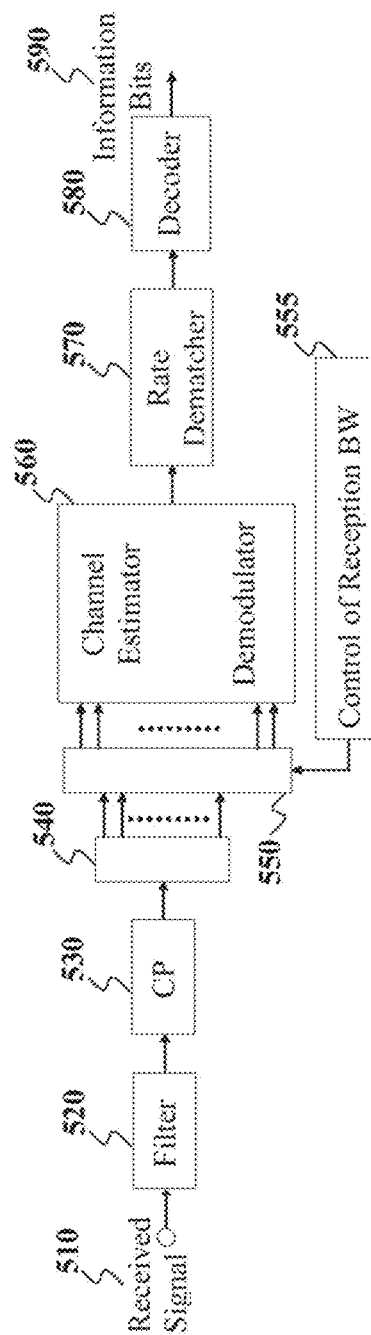 510
Received
Signal
520
Filter
530
CP
540
550
Control of Reception BW
555
560
Channel
Estimator
Demodulator
570
Rate
Dematcher
580
Decoder
590
Information
Bits